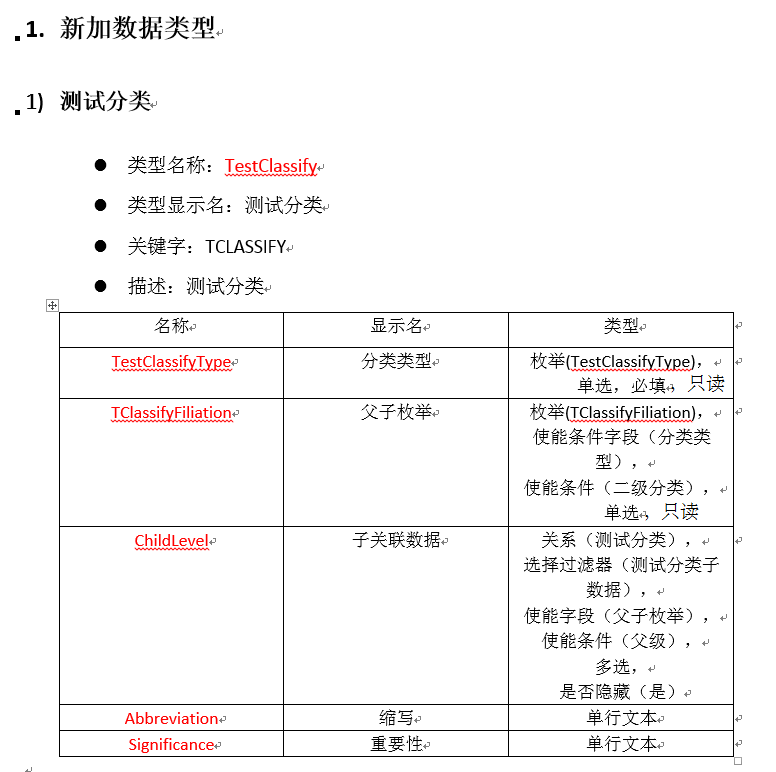 1. 新加数据类型
1) 测试分类
● 类型名称：TestClassify
● 类型显示名：测试分类
● 关键字：TCLASSIFY
● 描述：测试分类
名称 显示名 类型
TestClassifyType 分类类型 枚举(TestClassifyType)，
单选，必填，只读
TClassifyFiliation 父子枚举 枚举(TClassifyFiliation)，
使能条件字段（分类类
型），
使能条件（二级分类），
单选，只读
ChildLevel 子关联数据 关系（测试分类），
选择过滤器（测试分类子
数据），
使能字段（父子枚举），
使能条件（父级），
多选，
是否隐藏（是）
Abbreviation 缩写 单行文本
Significance 重要性 单行文本